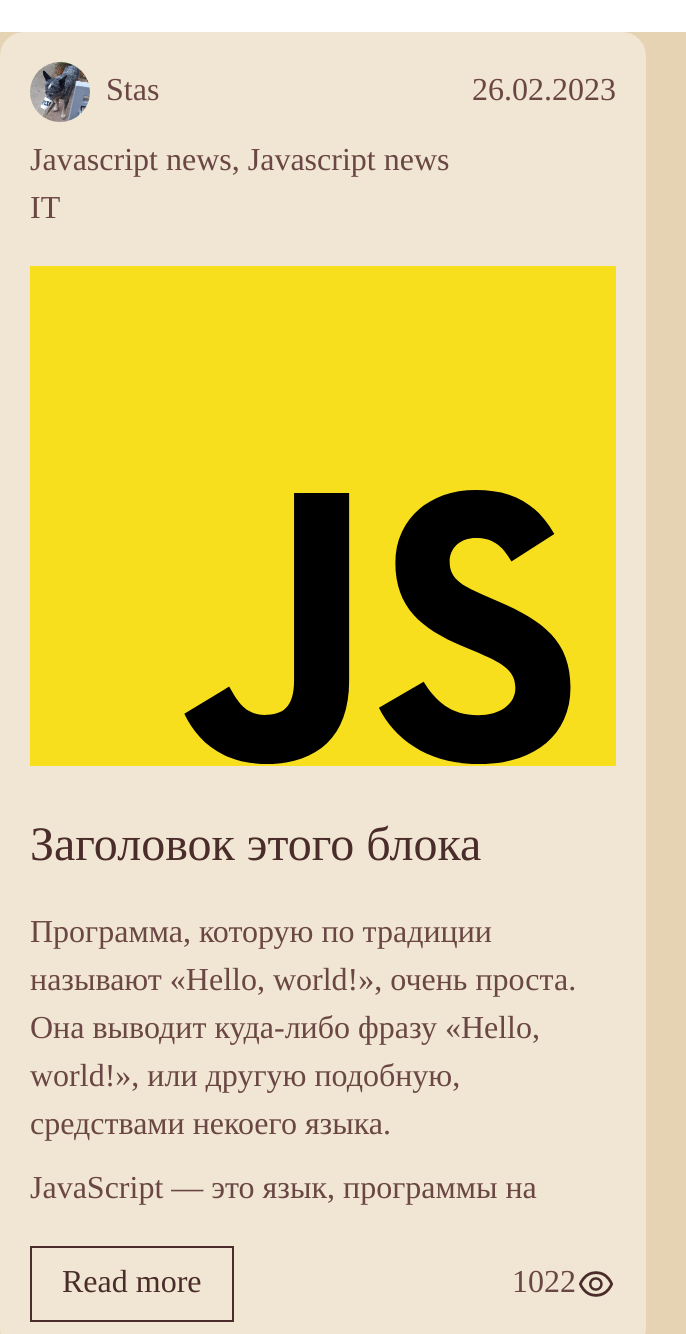 Stas 26.02.2023
Javascript news, Javascript news
IT
JS
Заголовок этого блока
Программа, которую по традиции
называют «Hello, world!», очень проста.
Она выводит куда-либо фразу «Hello,
world!», или другую подобную,
средствами некоего языка.
JavaScript — это язык, программы на
Read more 1022